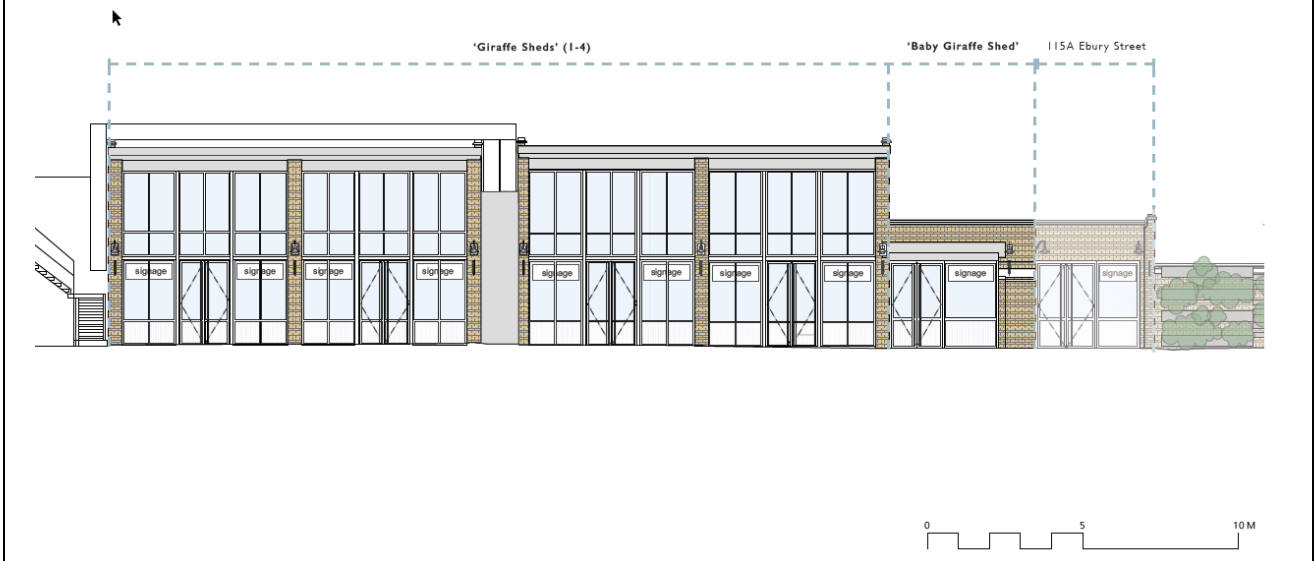 'Giraffe Sheds' (1-4)
'Baby Giraffe Shed'
115A Ebury Street
signage
signage
signage
signage
signage
signage
signage
signage
signage
signage
0
5
10 M